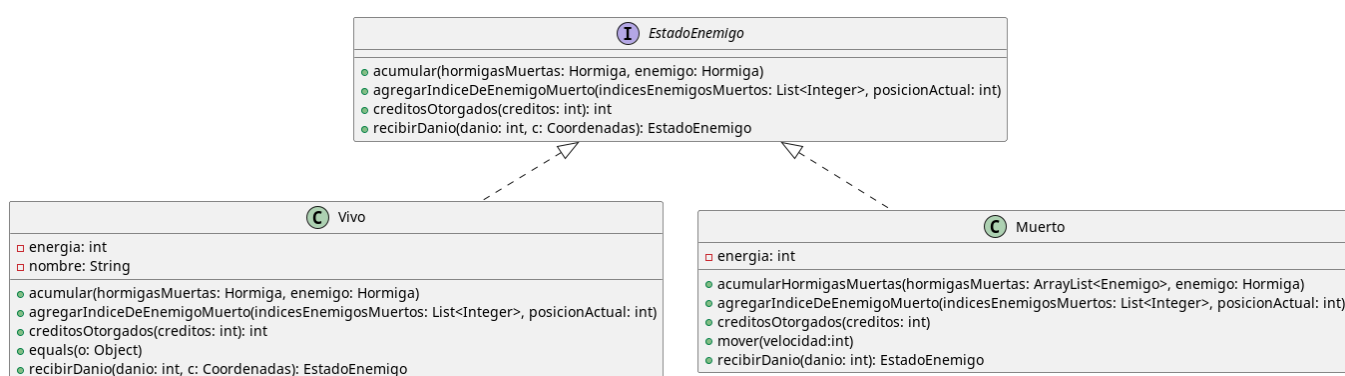 I EstadoEnemigo
acumular(hormigasMuertas: Hormiga, enemigo: Hormiga)
agregarIndiceDeEnemigoMuerto(indicesEnemigosMuertos: List<Integer>, posicionActual: int)
creditosOtorgados(creditos: int): int
recibirDanio(danio: int, c: Coordenadas): EstadoEnemigo
C Vivo
energia: int
nombre: String
acumular(hormigasMuertas: Hormiga, enemigo: Hormiga)
agregarIndiceDeEnemigoMuerto(indicesEnemigosMuertos: List<Integer>, posicionActual: int)
creditosOtorgados(creditos: int): int
equals(o: Object)
recibirDanio(danio: int, c: Coordenadas): EstadoEnemigo
C Muerto
energia: int
acumularHormigasMuertas(hormigasMuertas: ArrayList<Enemigo>, enemigo: Hormiga)
agregarIndiceDeEnemigoMuerto(indicesEnemigosMuertos: List<Integer>, posicionActual: int)
creditosOtorgados(creditos: int)
mover(velocidad:int)
recibirDanio(danio: int): EstadoEnemigo